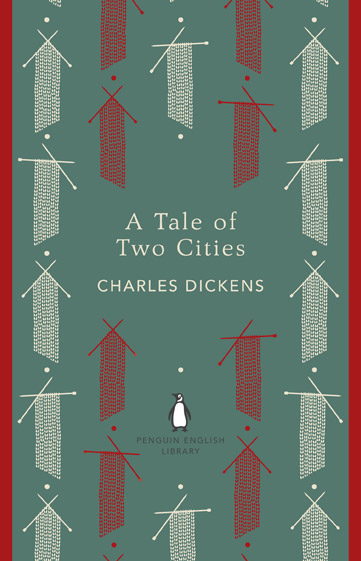 A Tale of
Two Cities
CHARLES DICKENS
PENGUIN ENGLISH
LIBRARY